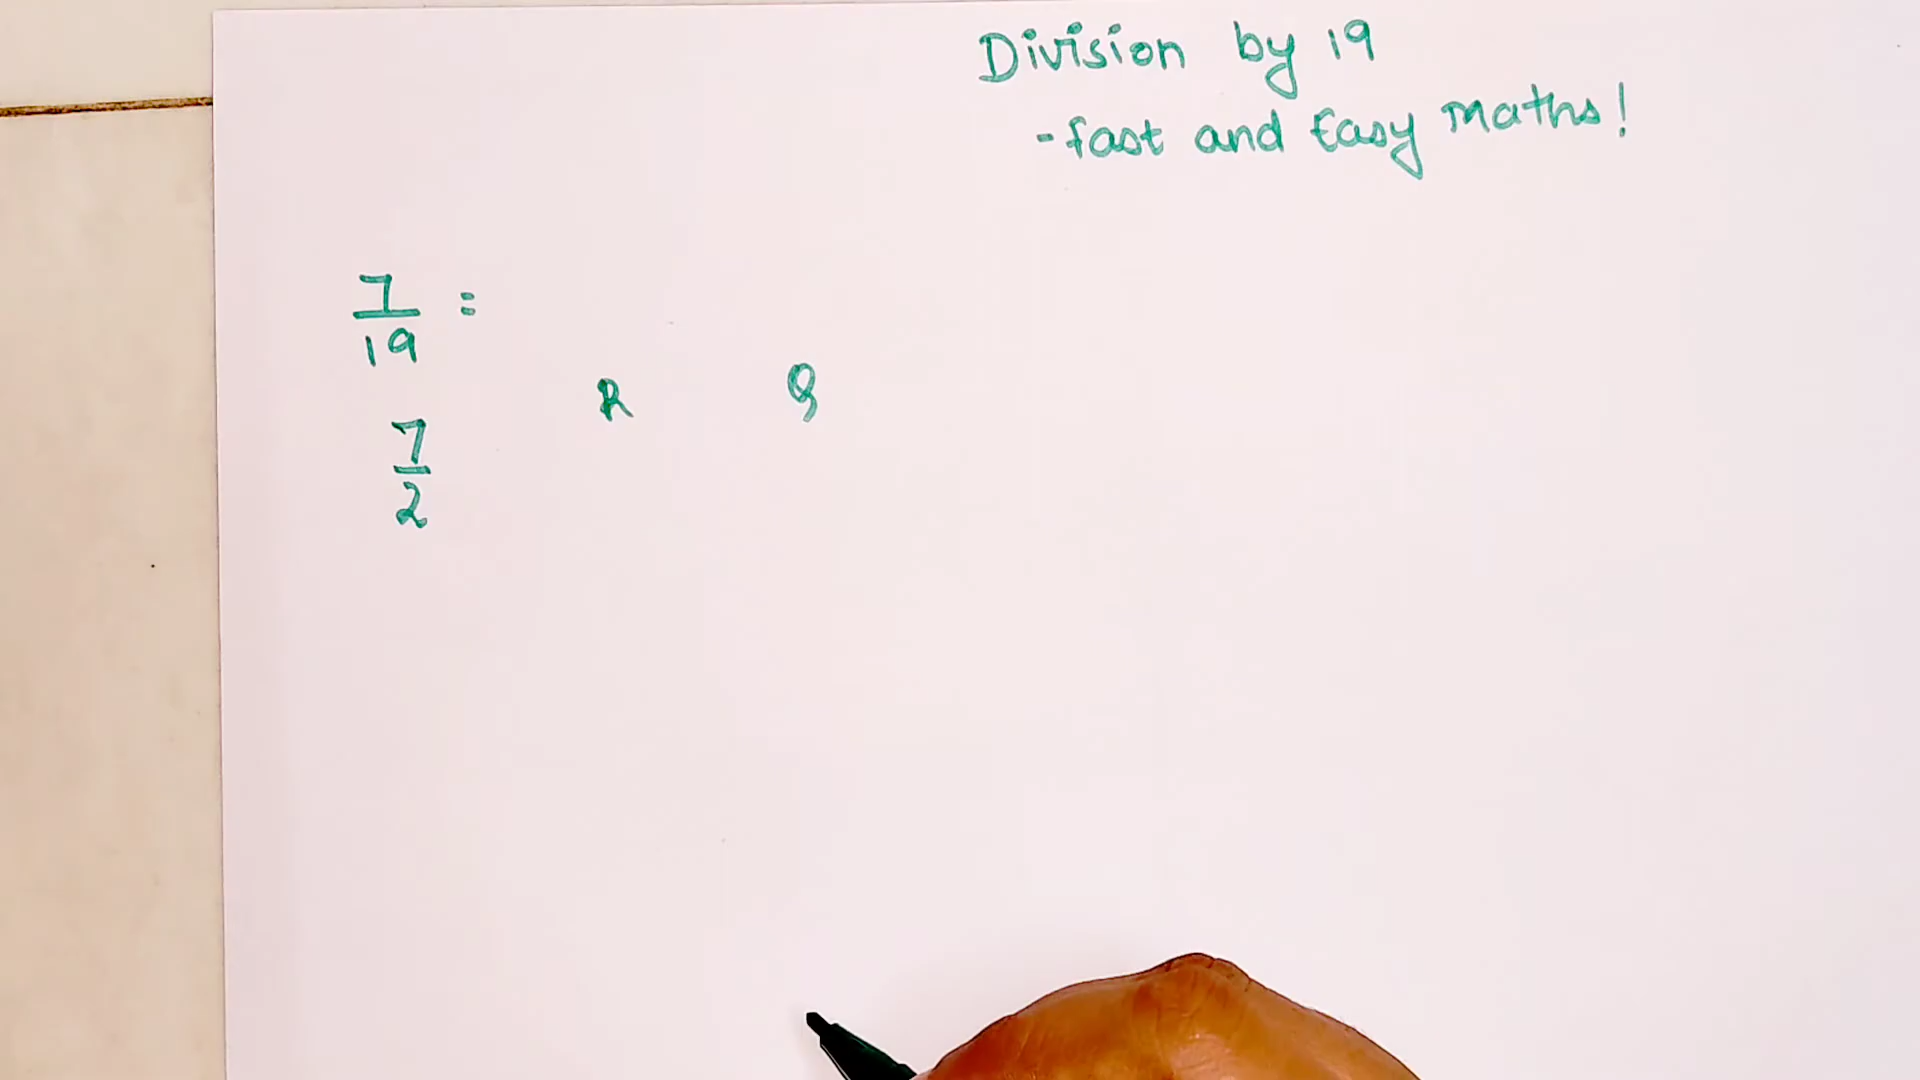 Division by 19
- fast and Easy maths!
7/19 =
R Q
7/2